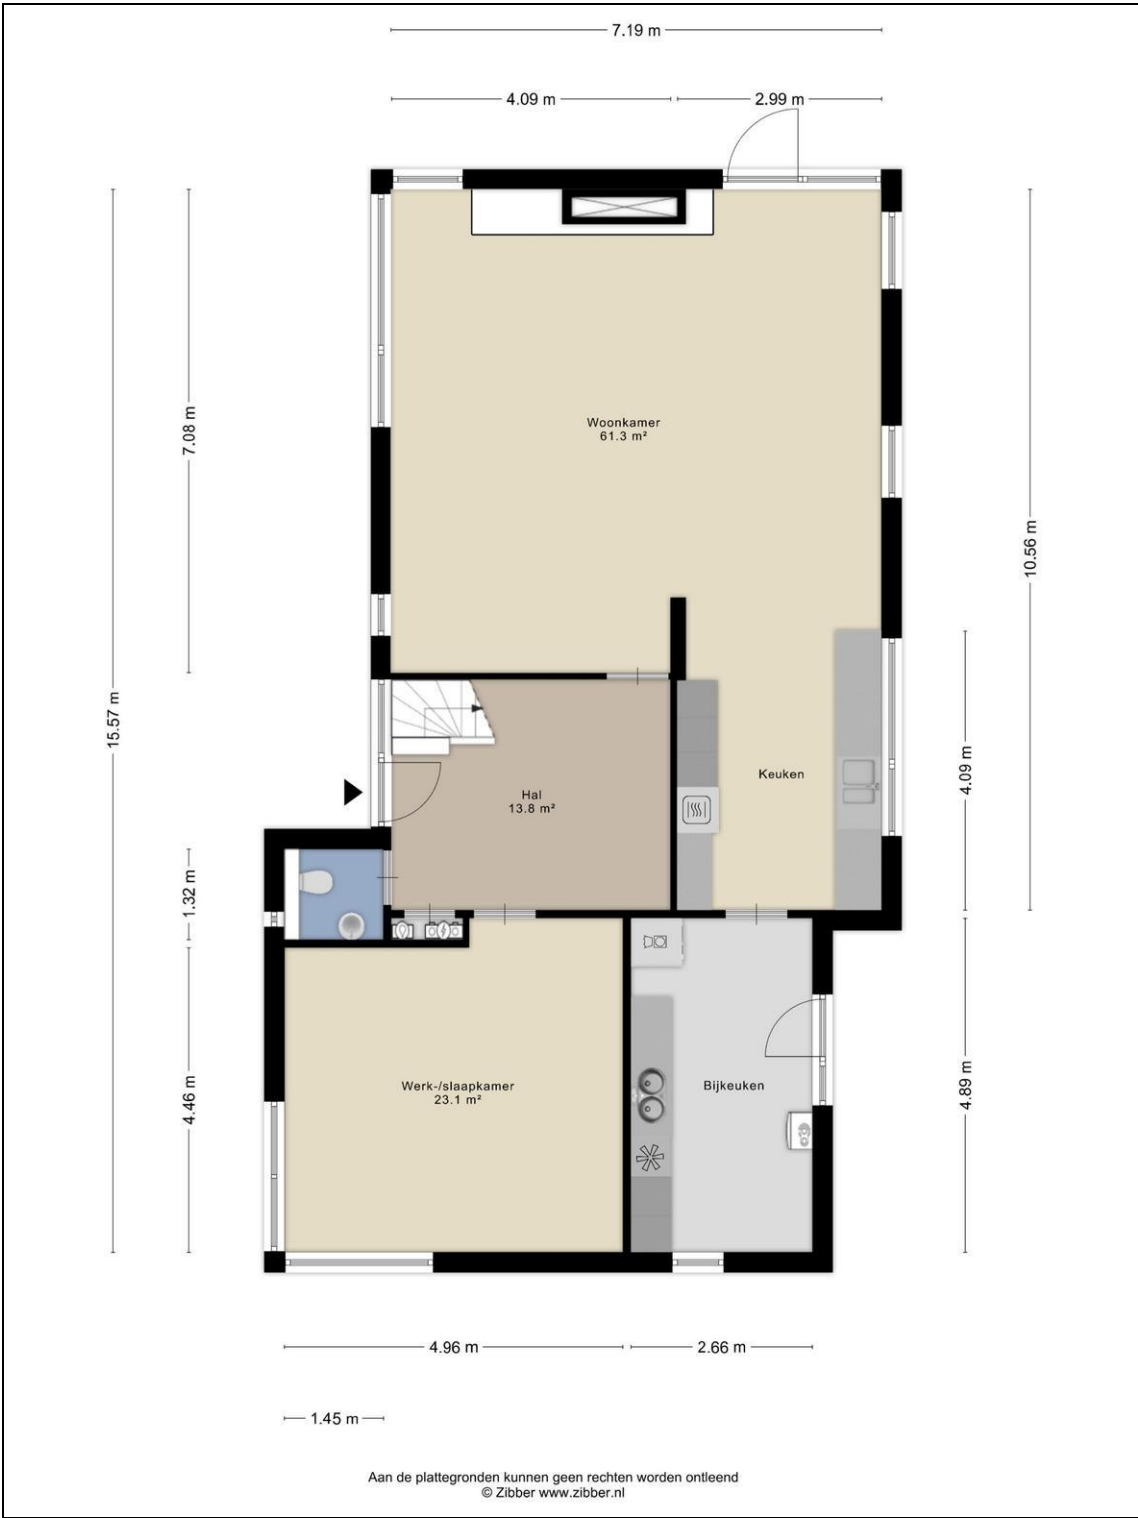 7.19 m
4.09 m
2.99 m
7.08 m
15.57 m
10.56 m
Woonkamer
61.3 m²
Keuken
4.09 m
Hal
13.8 m²
1.32 m
Werk-/slaapkamer
23.1 m²
Bijkeuken
4.46 m
4.89 m
4.96 m
2.66 m
1.45 m
Aan de plattegronden kunnen geen rechten worden ontleend
© Zibber www.zibber.nl